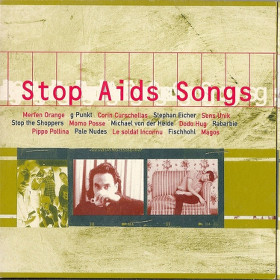 Stop Aids Songs
Merfen Orange g Punkt Corin Curschellas Stephan Eicher Sens Unik
Stop the Shoppers Mama Posse Michael von der Heide Dodo Hug Rabarbie
Pippo Pollina Pale Nudes Le soldat Inconnu Fischhohl Magos